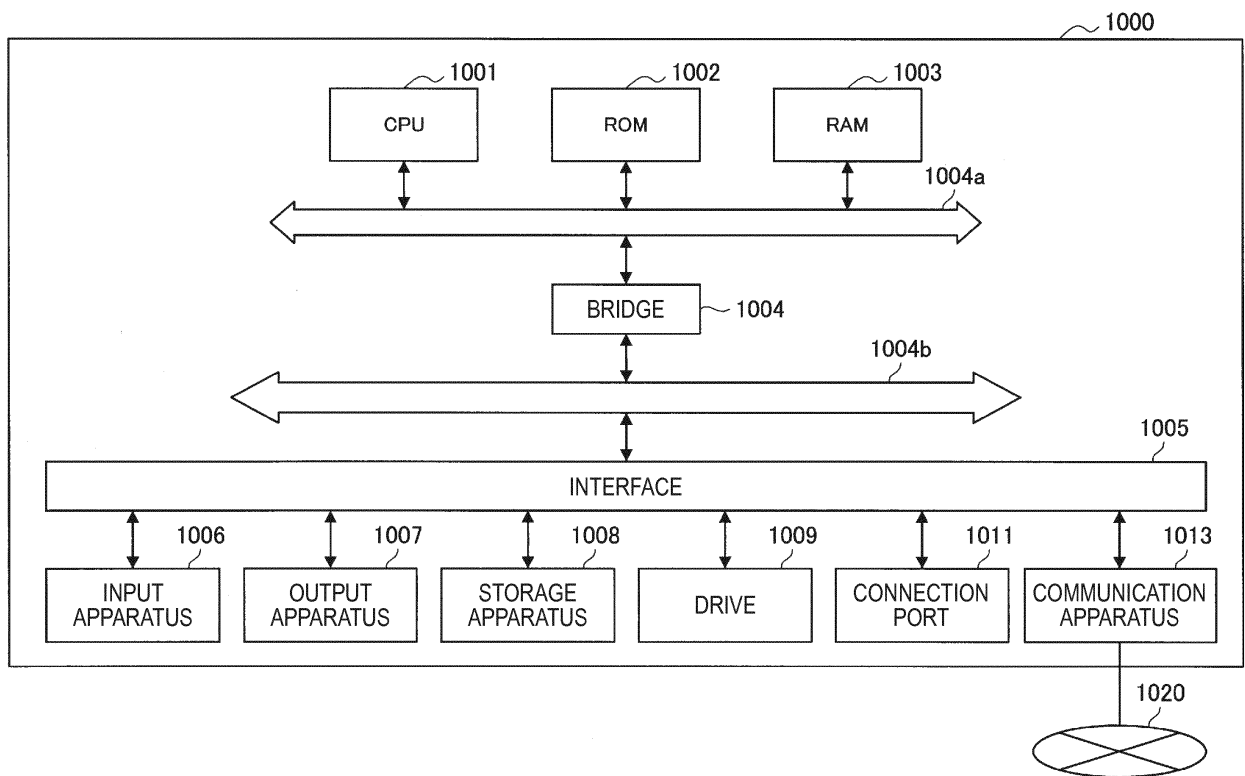 1000
1001
1002
1003
CPU
ROM
RAM
1004a
BRIDGE
1004
1004b
1005
INTERFACE
1006
1007
1008
1009
1011
1013
INPUT
APPARATUS
OUTPUT
APPARATUS
STORAGE
APPARATUS
DRIVE
CONNECTION
PORT
COMMUNICATION
APPARATUS
1020